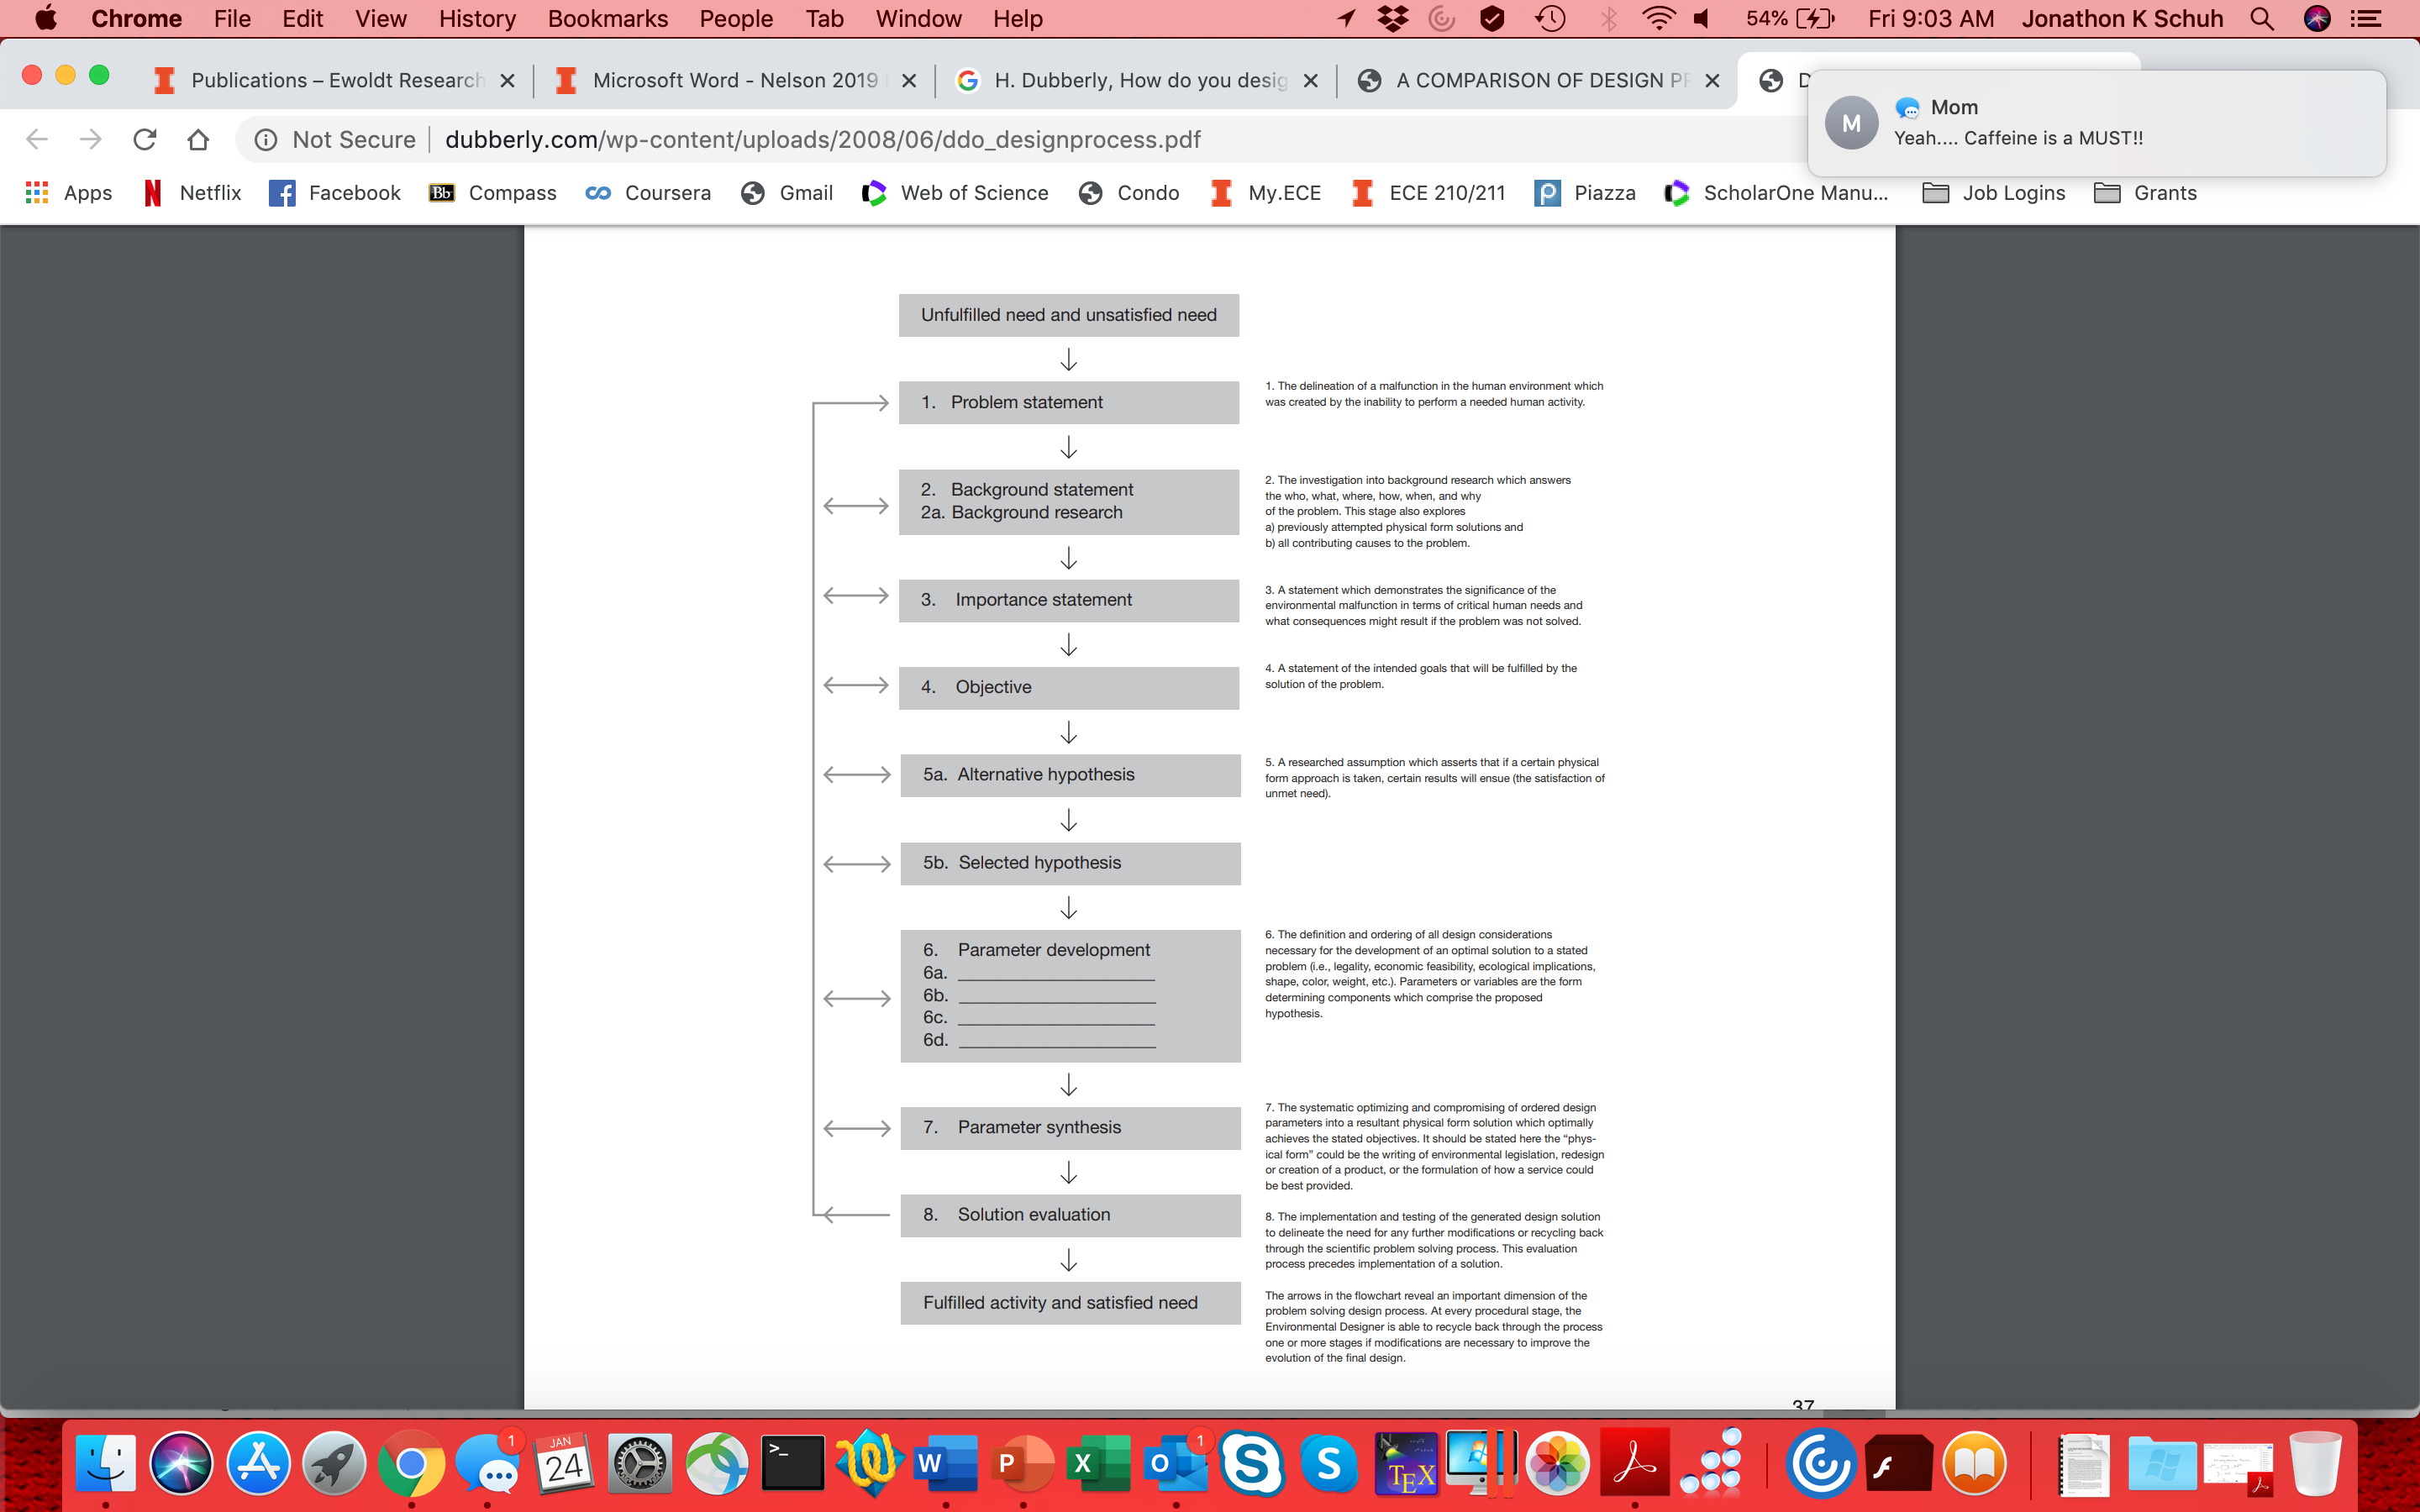 Chrome File Edit View History Bookmarks People Tab Window Help 54% Fri 9:03 AM Jonathon K Schuh
Publications – Ewoldt Research
Microsoft Word - Nelson 2019
H. Dubberly, How do you desig
A COMPARISON OF DESIGN PR
D
M
Mom
Yeah.... Caffeine is a MUST!!
Not Secure dubberly.com/wp-content/uploads/2008/06/ddo_designprocess.pdf
Apps Netflix Facebook Bb Compass Coursera Gmail Web of Science Condo My.ECE ECE 210/211 Piazza ScholarOne Manu... Job Logins Grants
Unfulfilled need and unsatisfied need
1. Problem statement
1. The delineation of a malfunction in the human environment which
was created by the inability to perform a needed human activity.
2. Background statement
2a. Background research
2. The investigation into background research which answers
the who, what, where, how, when, and why
of the problem. This stage also explores
a) previously attempted physical form solutions and
b) all contributing causes to the problem.
3. Importance statement
3. A statement which demonstrates the significance of the
environmental malfunction in terms of critical human needs and
what consequences might result if the problem was not solved.
4. Objective
4. A statement of the intended goals that will be fulfilled by the
solution of the problem.
5a. Alternative hypothesis
5. A researched assumption which asserts that if a certain physical
form approach is taken, certain results will ensue (the satisfaction of
unmet need).
5b. Selected hypothesis
6. Parameter development
6a.
6b.
6c.
6d.
6. The definition and ordering of all design considerations
necessary for the development of an optimal solution to a stated
problem (i.e., legality, economic feasibility, ecological implications,
shape, color, weight, etc.). Parameters or variables are the form
determining components which comprise the proposed
hypothesis.
7. Parameter synthesis
7. The systematic optimizing and compromising of ordered design
parameters into a resultant physical form solution which optimally
achieves the stated objectives. It should be stated here the “phys-
ical form” could be the writing of environmental legislation, redesign
or creation of a product, or the formulation of how a service could
be best provided.
8. Solution evaluation
8. The implementation and testing of the generated design solution
to delineate the need for any further modifications or recycling back
through the scientific problem solving process. This evaluation
process precedes implementation of a solution.
Fulfilled activity and satisfied need
The arrows in the flowchart reveal an important dimension of the
problem solving design process. At every procedural stage, the
Environmental Designer is able to recycle back through the process
one or more stages if modifications are necessary to improve the
evolution of the final design.
37
1 JAN 24 >_ W P X O 1 S S N TEX